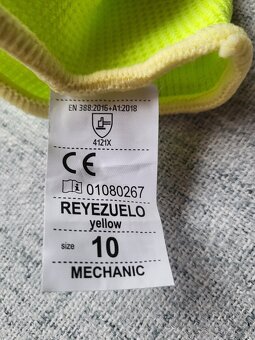 EN 388:2016+A1:2018
4121X
CE
i 01080267
REYEZUELO
yellow
size 10
MECHANIC